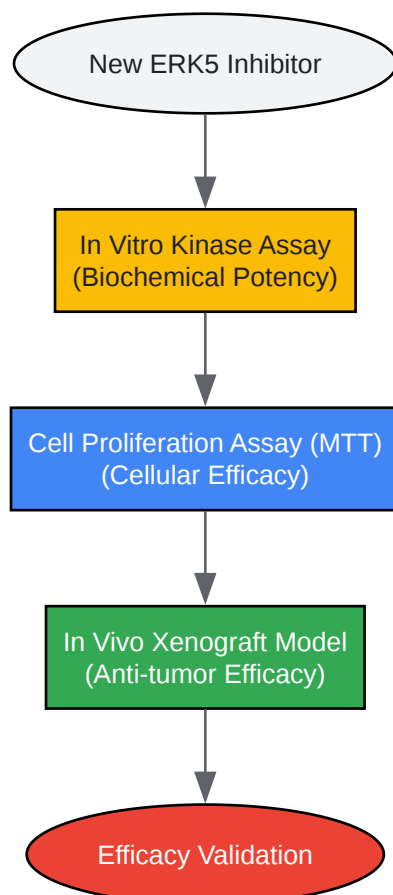 New ERK5 Inhibitor
In Vitro Kinase Assay
(Biochemical Potency)
Cell Proliferation Assay (MTT)
(Cellular Efficacy)
In Vivo Xenograft Model
(Anti-tumor Efficacy)
Efficacy Validation